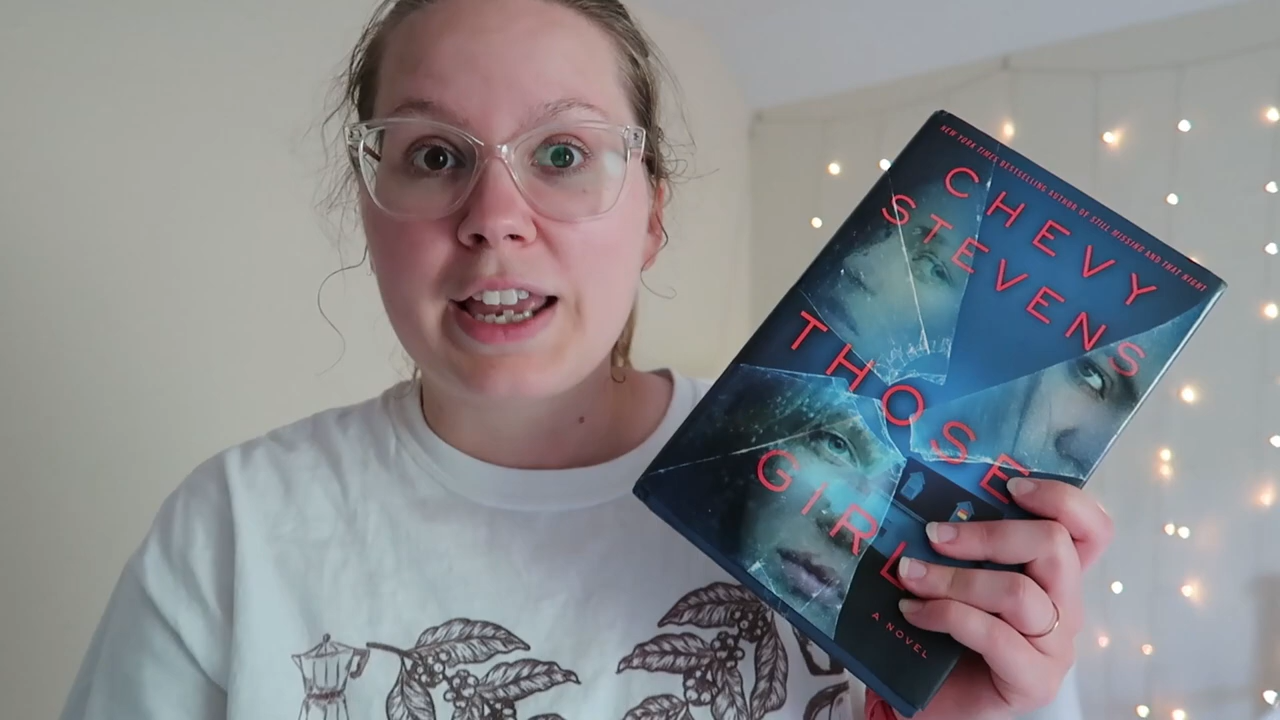 NEW YORK TIMES BESTSELLING AUTHOR OF STILL MISSING AND THAT NIGHT
CHEVY
STEVENS
THOSE
GIRL
A NOVEL